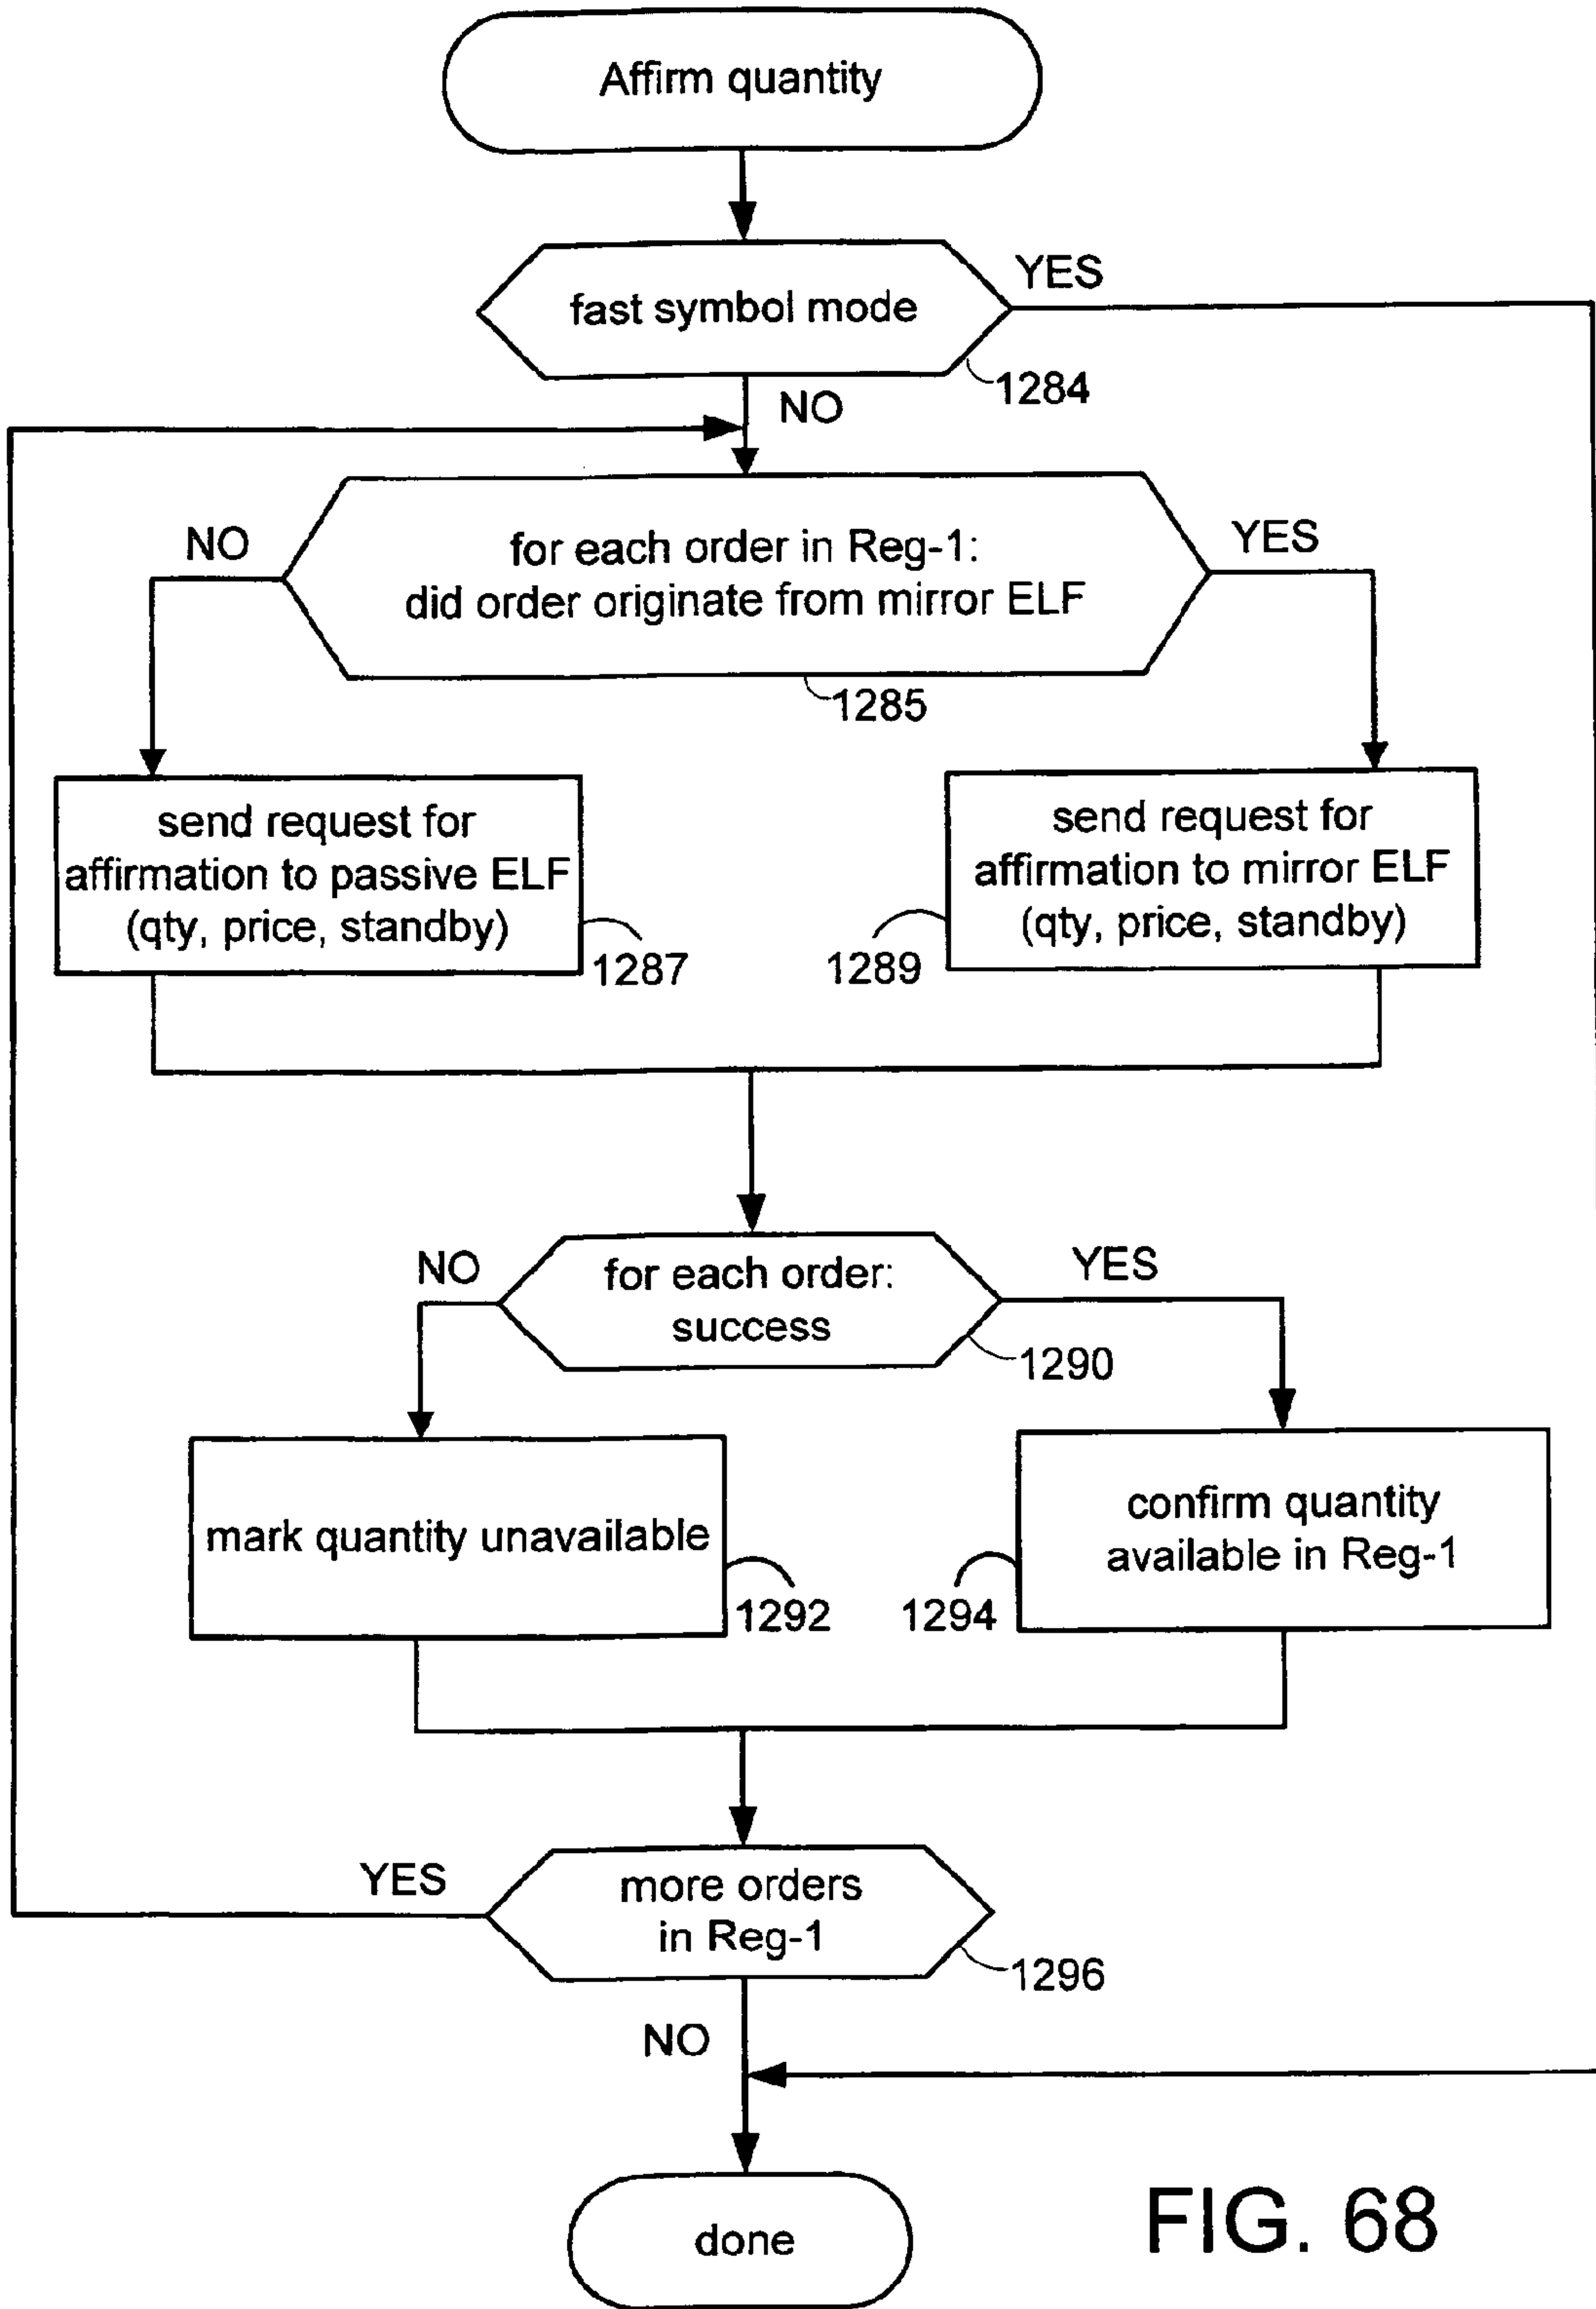 Affirm quantity
YES
fast symbol mode
1284
NO
NO
for each order in Reg-1:
YES
did order originate from mirror ELF
1285
send request for
affirmation to passive ELF
(qty, price, standby)
1287
send request for
affirmation to mirror ELF
(qty, price, standby)
1289
NO
for each order:
success
YES
1290
mark quantity unavailable
1292
confirm quantity
available in Reg-1
1294
YES
more orders
in Reg-1
1296
NO
done
FIG. 68